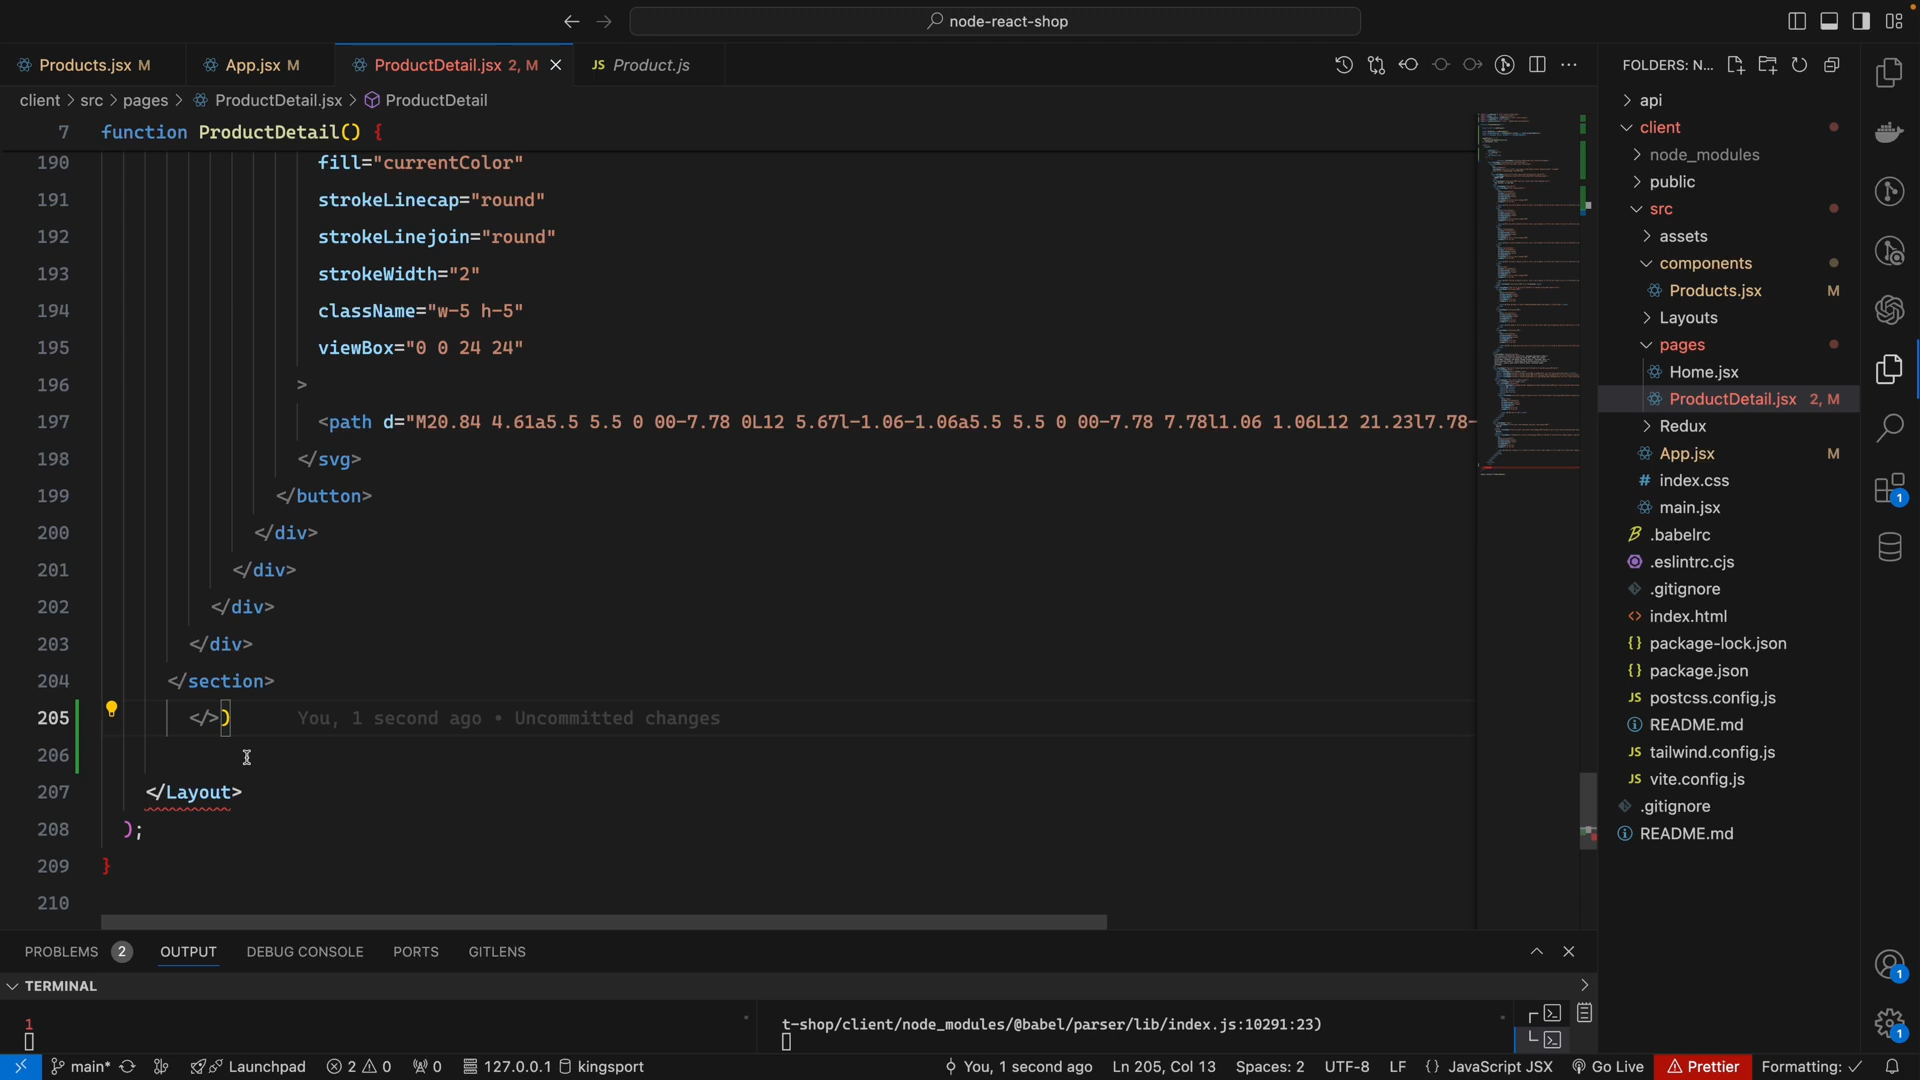 node-react-shop
Products.jsx M
App.jsx M
ProductDetail.jsx 2, M
JS Product.js
FOLDERS: N...
client > src > pages > ProductDetail.jsx > ProductDetail
7 function ProductDetail() {
190 fill="currentColor"
191 strokeLinecap="round"
192 strokeLinejoin="round"
193 strokeWidth="2"
194 className="w-5 h-5"
195 viewBox="0 0 24 24"
196 >
197 <path d="M20.84 4.61a5.5 5.5 0 00-7.78 0L12 5.67l-1.06-1.06a5.5 5.5 0 00-7.78 7.78l1.06 1.06L12 21.23l7.78-
198 </svg>
199 </button>
200 </div>
201 </div>
202 </div>
203 </div>
204 </section>
205 </>) You, 1 second ago • Uncommitted changes
206
207 </Layout>
208 );
209 }
210
api
client
node_modules
public
src
assets
components
Products.jsx M
Layouts
pages
Home.jsx
ProductDetail.jsx 2, M
Redux
App.jsx M
# index.css
main.jsx
.babelrc
.eslintrc.cjs
.gitignore
<> index.html
{} package-lock.json
{} package.json
JS postcss.config.js
README.md
JS tailwind.config.js
JS vite.config.js
.gitignore
README.md
1
1
1
PROBLEMS 2
OUTPUT
DEBUG CONSOLE
PORTS
GITLENS
TERMINAL
1
t-shop/client/node_modules/@babel/parser/lib/index.js:10291:23)
main*
Launchpad
2 0
0
127.0.0.1
kingsport
You, 1 second ago
Ln 205, Col 13
Spaces: 2
UTF-8
LF
{} JavaScript JSX
Go Live
Prettier
Formatting: ✓